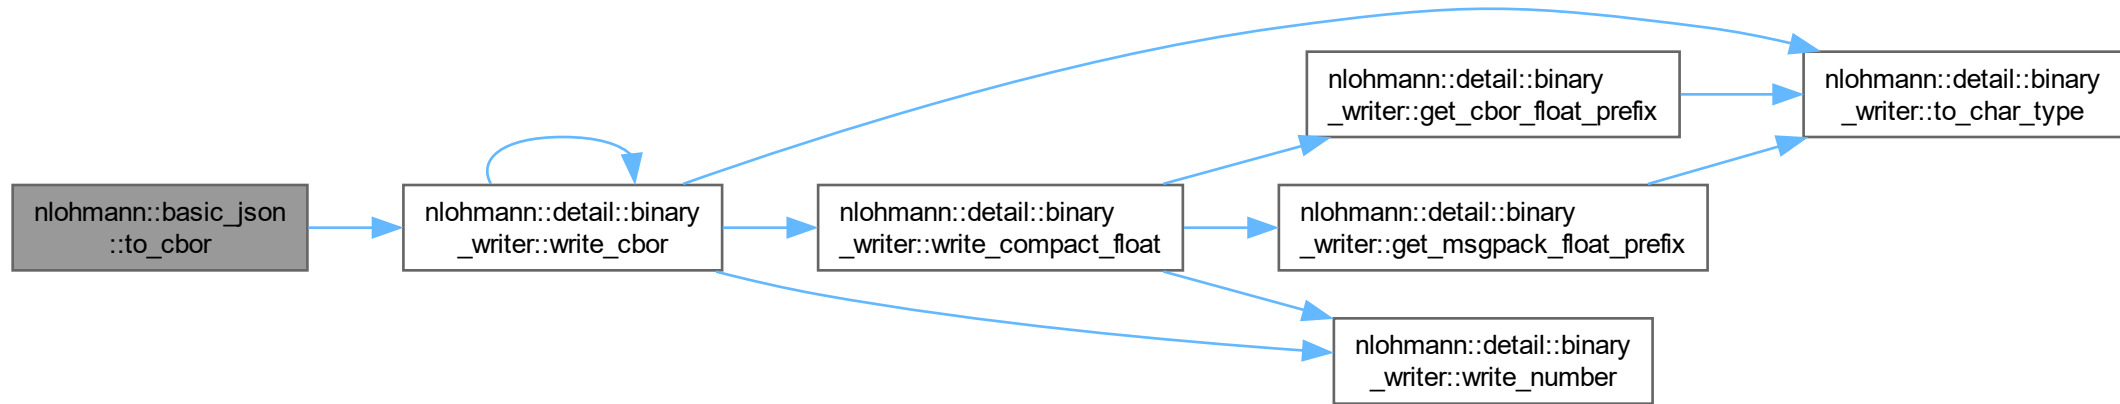 nlohmann::basic_json
::to_cbor
nlohmann::detail::binary
_writer::write_cbor
nlohmann::detail::binary
_writer::write_compact_float
nlohmann::detail::binary
_writer::get_cbor_float_prefix
nlohmann::detail::binary
_writer::get_msgpack_float_prefix
nlohmann::detail::binary
_writer::write_number
nlohmann::detail::binary
_writer::to_char_type